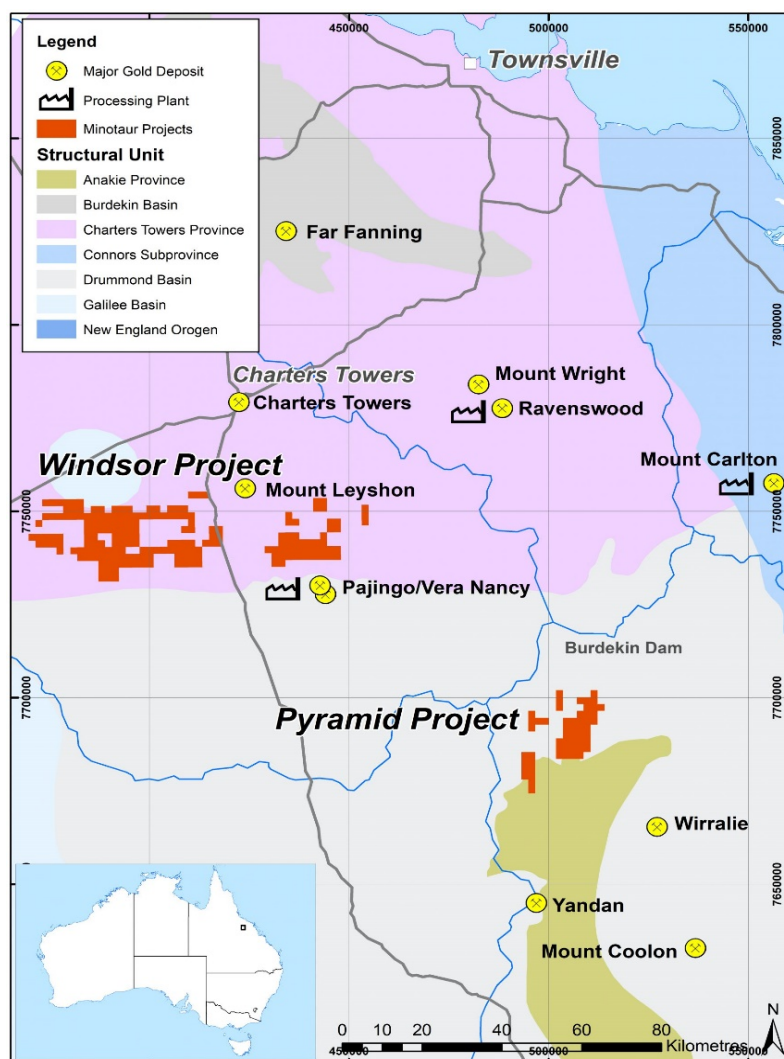 450000
500000
550000
Legend
Major Gold Deposit
Processing Plant
Minotaur Projects
Structural Unit
Anakie Province
Burdekin Basin
Charters Towers Province
Connors Subprovince
Drummond Basin
Galilee Basin
New England Orogen
Townsville
7850000
Far Fanning
7800000
Charters Towers
Charters Towers
Mount Wright
Ravenswood
Mount Carlton
Windsor Project
Mount Leyshon
7750000
7750000
Pajingo/Vera Nancy
Burdekin Dam
7700000
7700000
Pyramid Project
Wirralie
7650000
Yandan
Mount Coolon
N
0 10 20 40 60 80
Kilometres
450000
500000
550000